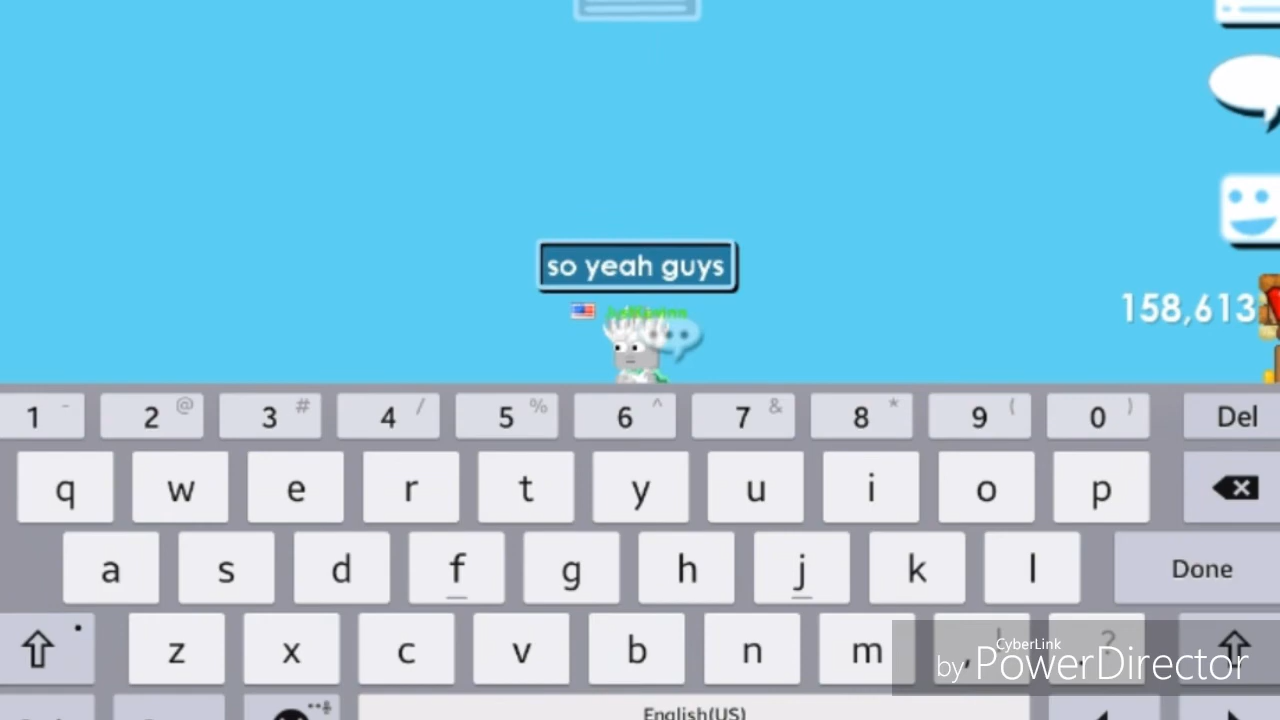 so yeah guys
158,613
1 - 2 @ 3 # 4 / 5 % 6 ^ 7 & 8 * 9 ( 0 ) Del
q w e r t y u i o p
a s d f g h j k l Done
z x c v b n m , ! . ?
CyberLink
by PowerDirector
English(US)